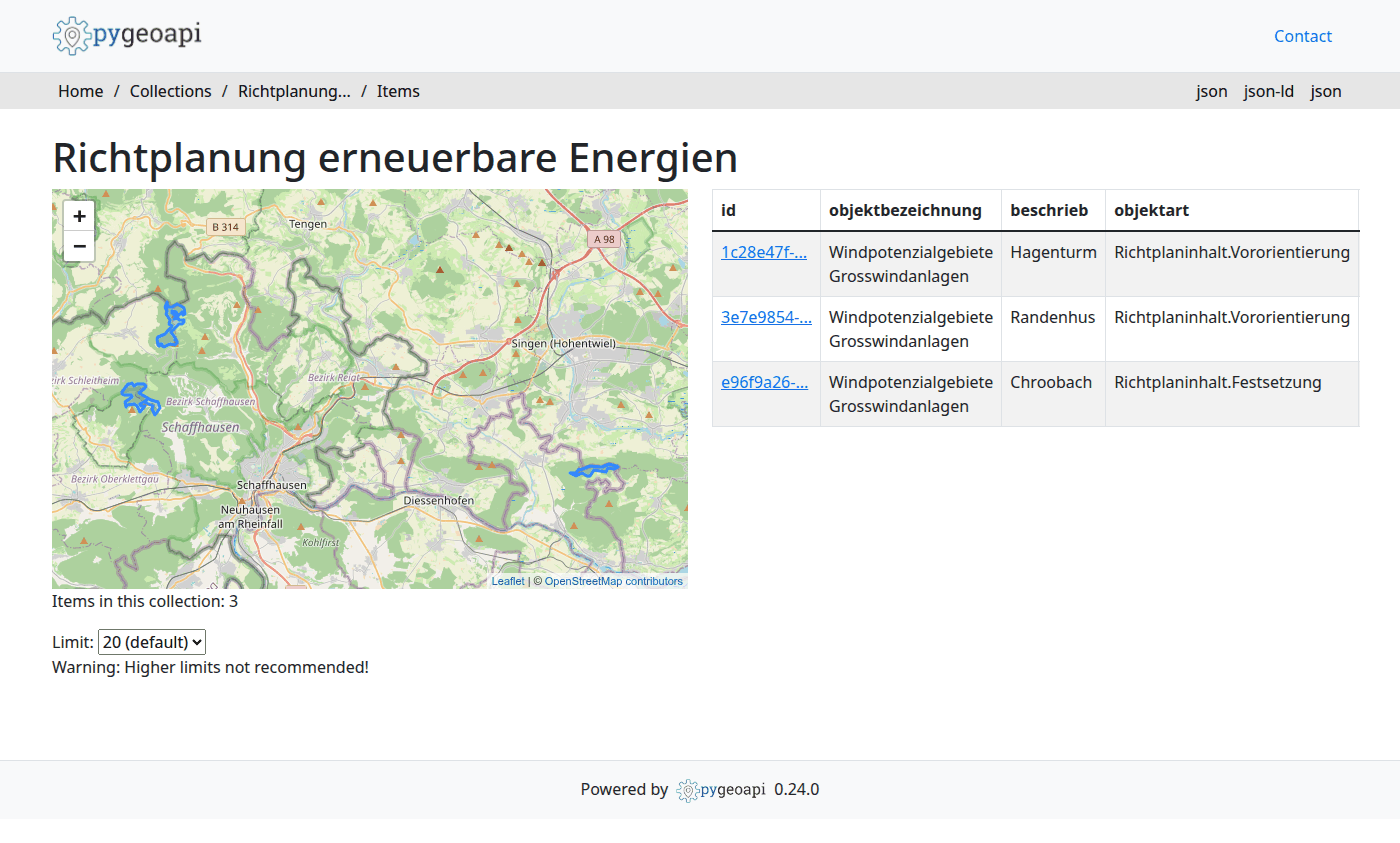 pygeoapi
Contact
Home / Collections / Richtplanung... / Items
json json-ld json
Richtplanung erneuerbare Energien
+
−
B 314
Tengen
A 98
Singen (Hohentwiel)
zirk Schleitheim
Bezirk Reiat
Bezirk Schaffhausen
Schaffhausen
Bezirk Oberklettgau
Schaffhausen
Diessenhofen
Neuhausen
am Rheinfall
Kohlfirst
Leaflet | © OpenStreetMap contributors
id objektbezeichnung beschrieb objektart
1c28e47f-... Windpotenzialgebiete Hagenturm Richtplaninhalt.Vororientierung
Grosswindanlagen
3e7e9854-... Windpotenzialgebiete Randenhus Richtplaninhalt.Vororientierung
Grosswindanlagen
e96f9a26-... Windpotenzialgebiete Chroobach Richtplaninhalt.Festsetzung
Grosswindanlagen
Items in this collection: 3
Limit: 20 (default)
Warning: Higher limits not recommended!
Powered by pygeoapi 0.24.0